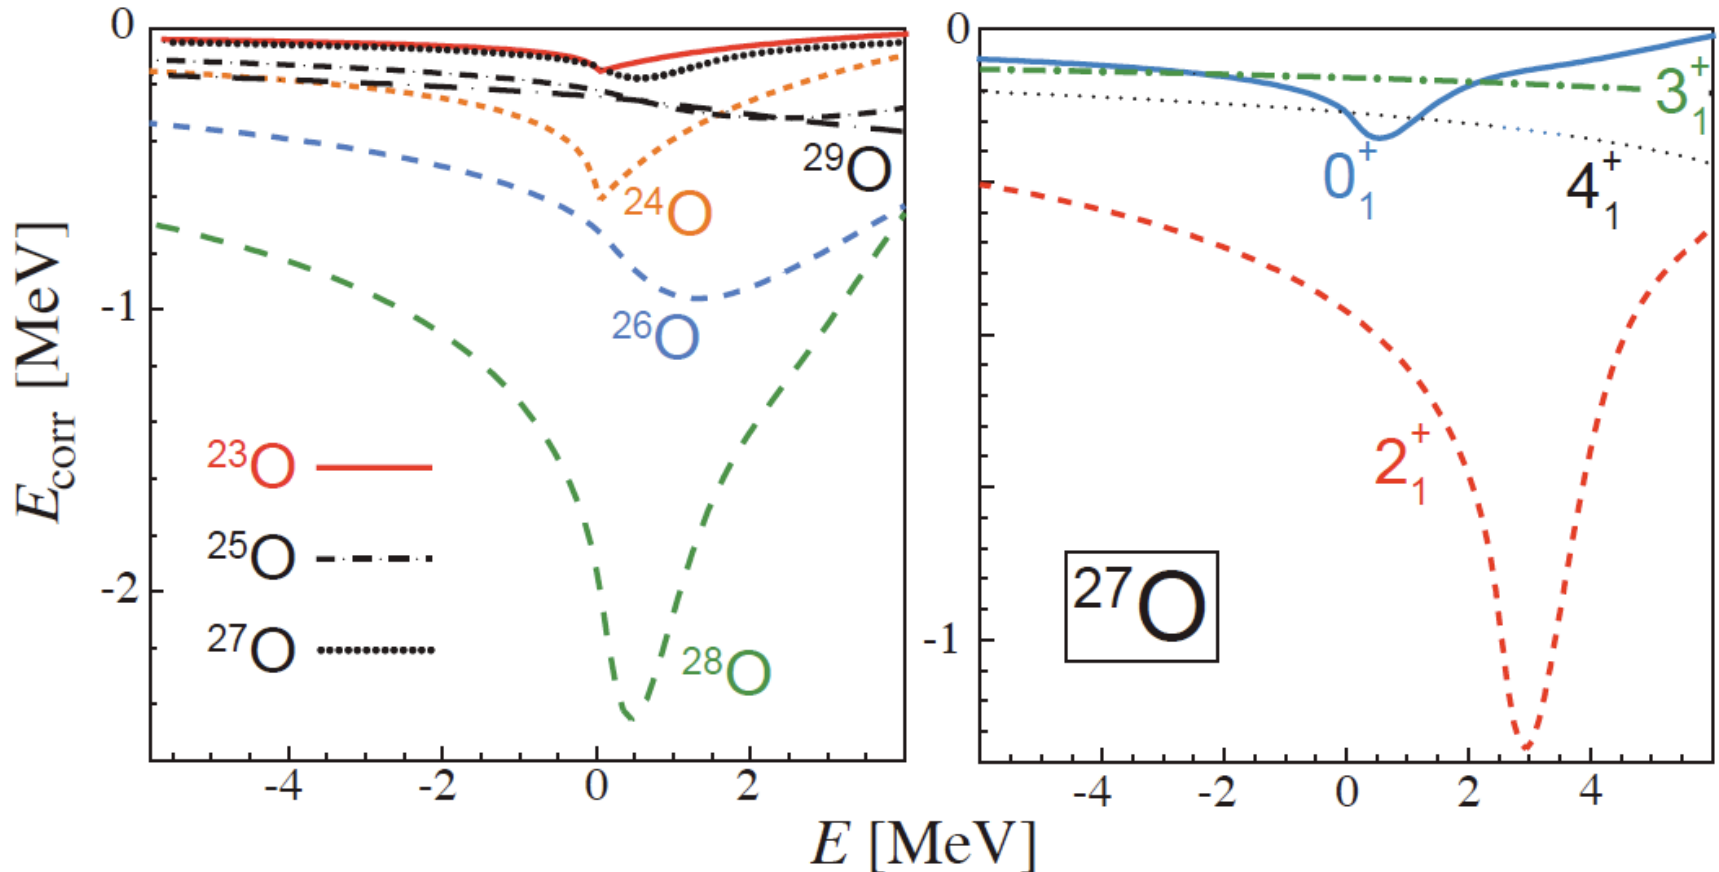 0
-1
-2
E_corr [MeV]
²⁹O
²⁴O
²⁶O
²³O
²⁵O
²⁷O
²⁸O
-4
-2
0
2
0
-1
3₁⁺
0₁⁺
4₁⁺
2₁⁺
²⁷O
-4
-2
0
2
4
E [MeV]